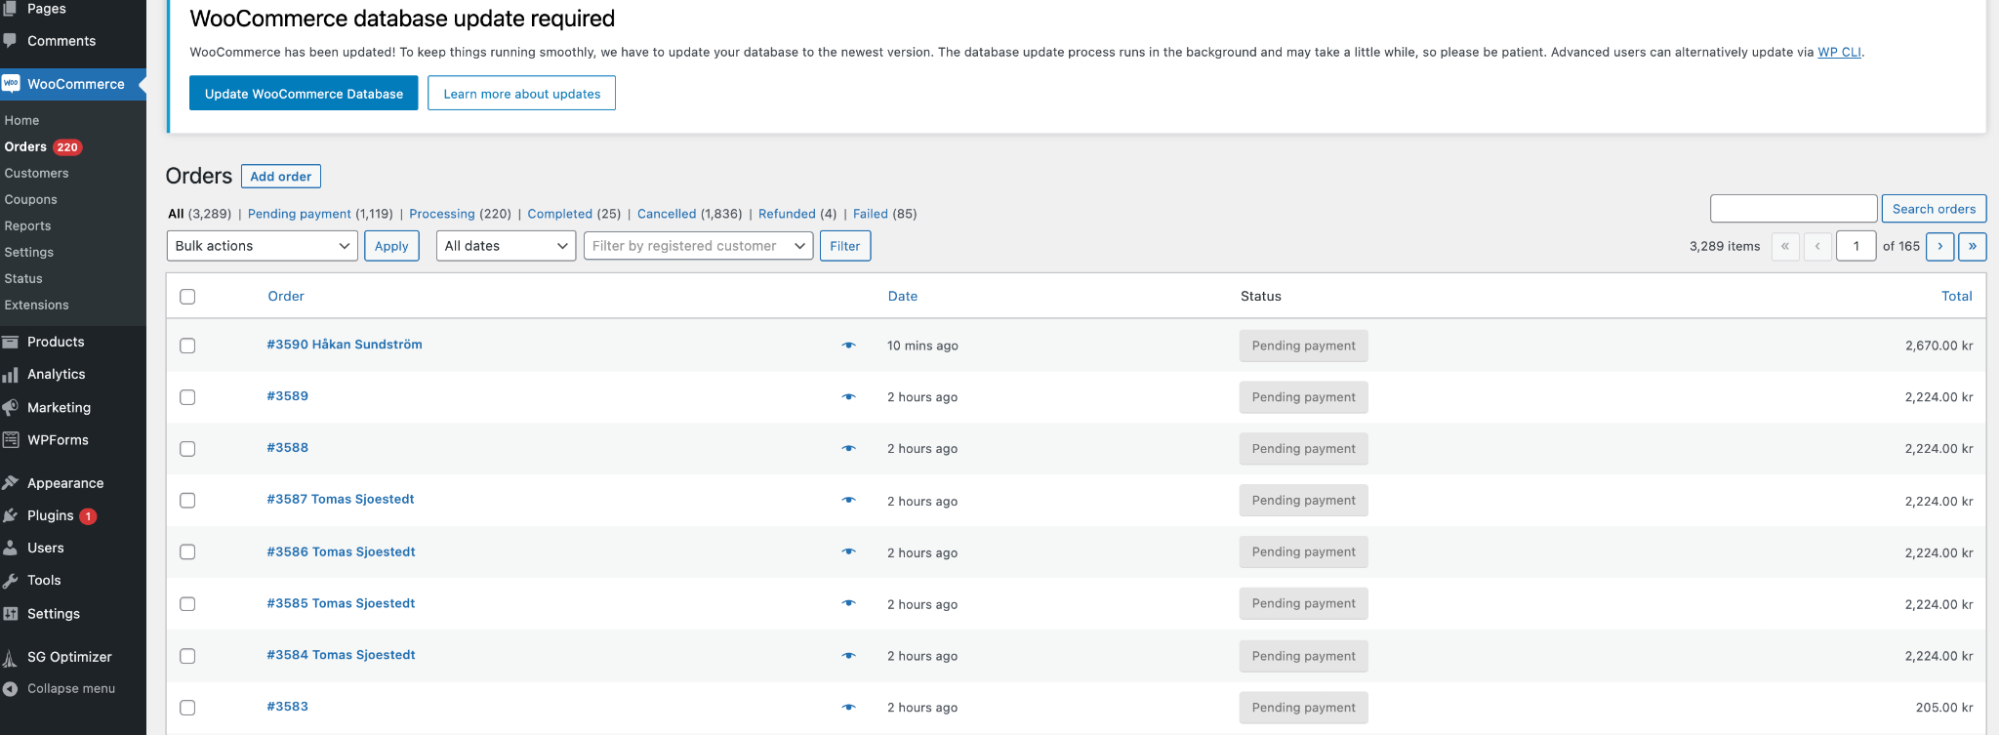 Pages
Comments
WooCommerce
Home
Orders 220
Customers
Coupons
Reports
Settings
Status
Extensions
Products
Analytics
Marketing
WPForms
Appearance
Plugins 1
Users
Tools
Settings
SG Optimizer
Collapse menu
WooCommerce database update required
WooCommerce has been updated! To keep things running smoothly, we have to update your database to the newest version. The database update process runs in the background and may take a little while, so please be patient. Advanced users can alternatively update via WP CLI.
Update WooCommerce Database Learn more about updates
Orders Add order
All (3,289) | Pending payment (1,119) | Processing (220) | Completed (25) | Cancelled (1,836) | Refunded (4) | Failed (85)
Search orders
Bulk actions Apply All dates Filter by registered customer Filter 3,289 items « ‹ 1 of 165 › »
Order Date Status Total
#3590 Håkan Sundström 10 mins ago Pending payment 2,670.00 kr
#3589 2 hours ago Pending payment 2,224.00 kr
#3588 2 hours ago Pending payment 2,224.00 kr
#3587 Tomas Sjoestedt 2 hours ago Pending payment 2,224.00 kr
#3586 Tomas Sjoestedt 2 hours ago Pending payment 2,224.00 kr
#3585 Tomas Sjoestedt 2 hours ago Pending payment 2,224.00 kr
#3584 Tomas Sjoestedt 2 hours ago Pending payment 2,224.00 kr
#3583 2 hours ago Pending payment 205.00 kr